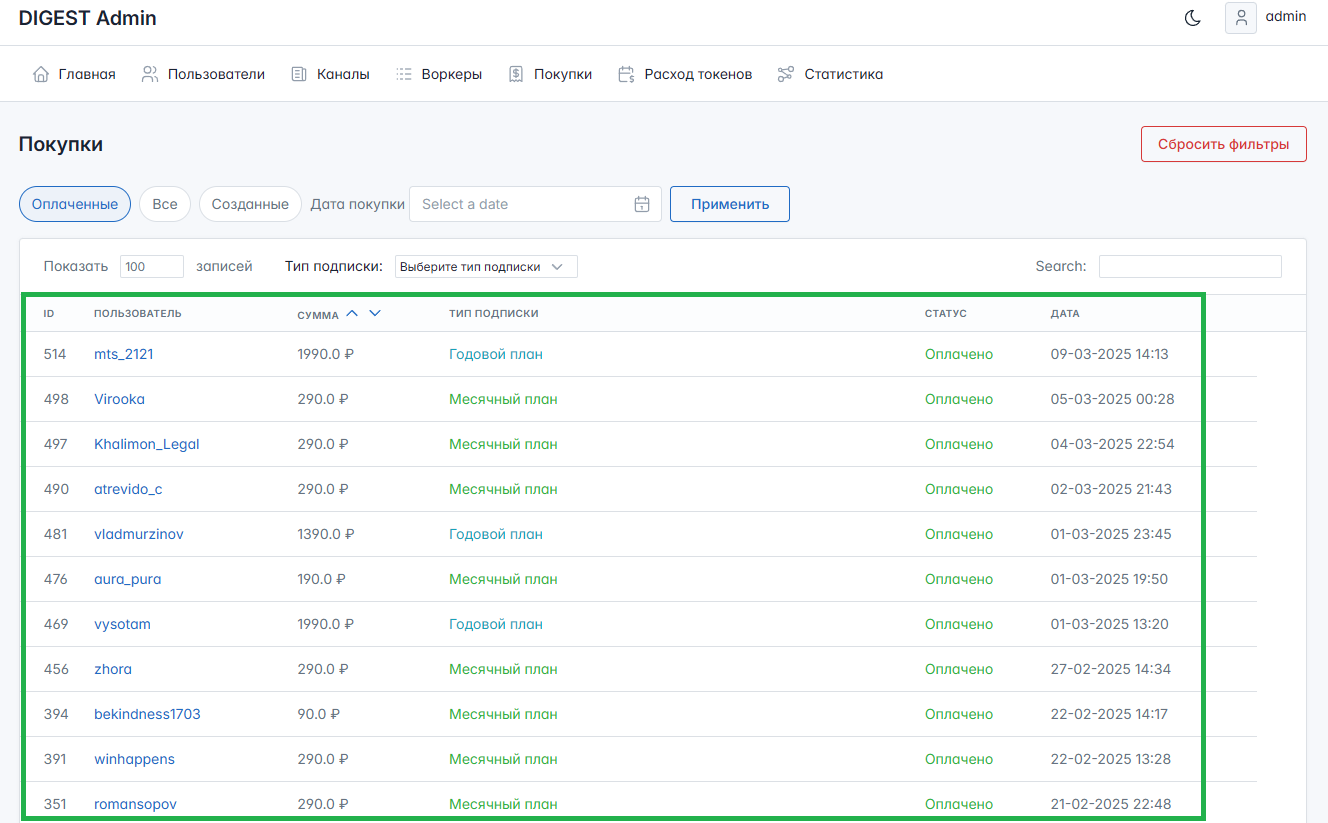 DIGEST Admin
admin
Главная Пользователи Каналы Воркеры Покупки Расход токенов Статистика
Покупки
Сбросить фильтры
Оплаченные Все Созданные Дата покупки Select a date Применить
Показать 100 записей Тип подписки: Выберите тип подписки Search:
ID ПОЛЬЗОВАТЕЛЬ СУММА ТИП ПОДПИСКИ СТАТУС ДАТА
514 mts_2121 1990.0 ₽ Годовой план Оплачено 09-03-2025 14:13
498 Virooka 290.0 ₽ Месячный план Оплачено 05-03-2025 00:28
497 Khalimon_Legal 290.0 ₽ Месячный план Оплачено 04-03-2025 22:54
490 atrevido_c 290.0 ₽ Месячный план Оплачено 02-03-2025 21:43
481 vladmurzinov 1390.0 ₽ Годовой план Оплачено 01-03-2025 23:45
476 aura_pura 190.0 ₽ Месячный план Оплачено 01-03-2025 19:50
469 vysotam 1990.0 ₽ Годовой план Оплачено 01-03-2025 13:20
456 zhora 290.0 ₽ Месячный план Оплачено 27-02-2025 14:34
394 bekindness1703 90.0 ₽ Месячный план Оплачено 22-02-2025 14:17
391 winhappens 290.0 ₽ Месячный план Оплачено 22-02-2025 13:28
351 romansopov 290.0 ₽ Месячный план Оплачено 21-02-2025 22:48